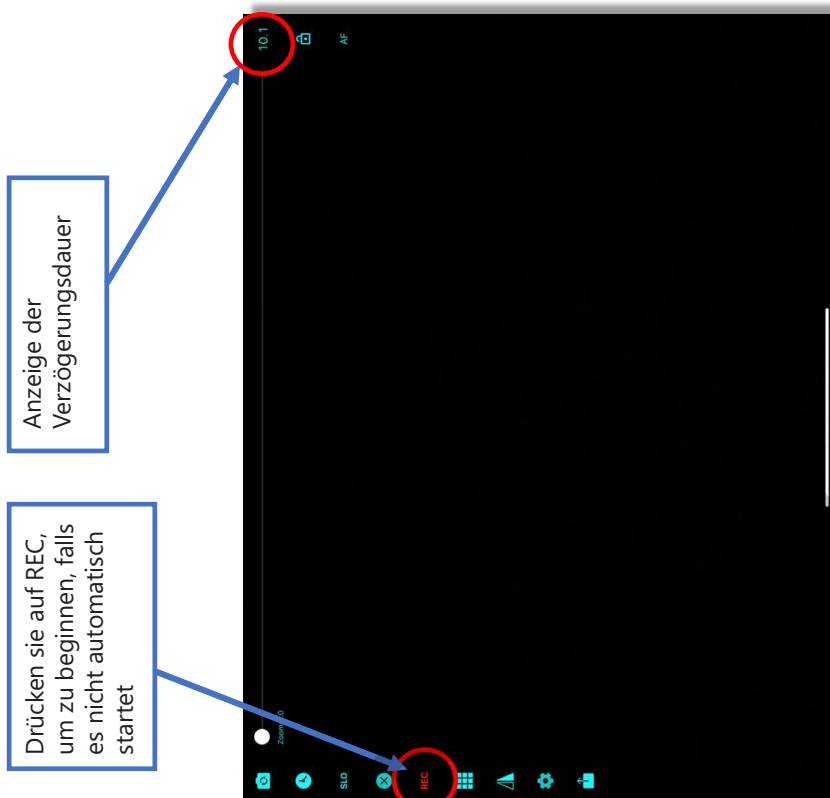 Drücken sie auf REC,
um zu beginnen, falls
es nicht automatisch
startet
Anzeige der
Verzögerungsdauer
10.1
AF
SLO
REC